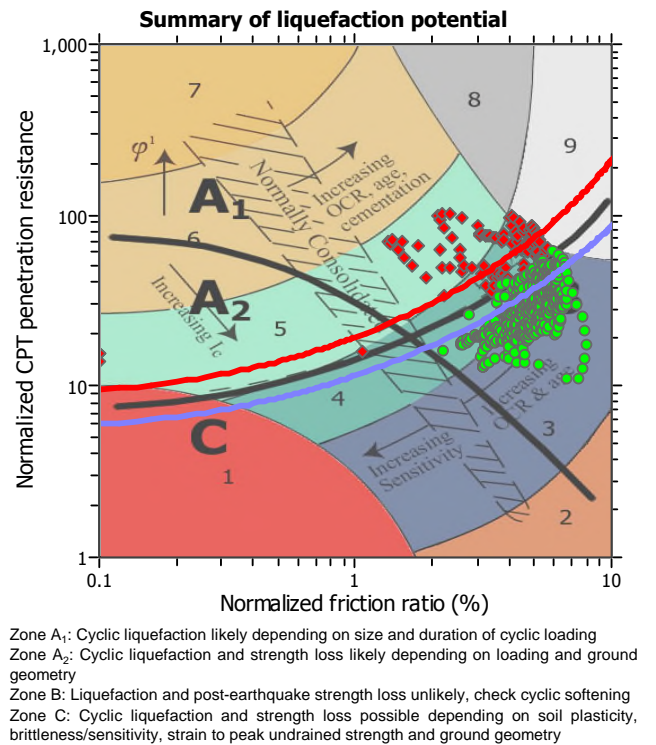 Summary of liquefaction potential
Normalized CPT penetration resistance
1,000
100
10
1
0.1
1
10
Normalized friction ratio (%)
7
8
9
φ¹
A₁
Normally Consolidated
Increasing
OCR, age,
cementation
6
A₂
Increasing Ic
5
4
C
1
Increasing
OCR & age
3
Increasing
Sensitivity
2
Zone A₁: Cyclic liquefaction likely depending on size and duration of cyclic loading
Zone A₂: Cyclic liquefaction and strength loss likely depending on loading and ground
geometry
Zone B: Liquefaction and post-earthquake strength loss unlikely, check cyclic softening
Zone C: Cyclic liquefaction and strength loss possible depending on soil plasticity,
brittleness/sensitivity, strain to peak undrained strength and ground geometry